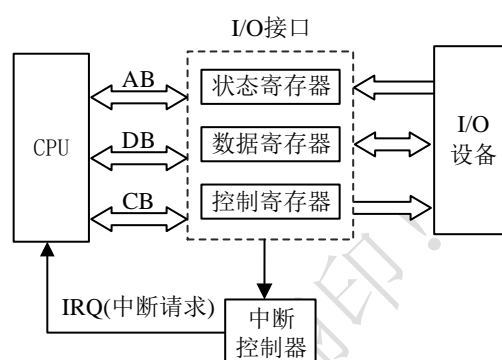 I/O接口
AB
状态寄存器
CPU
DB
数据寄存器
I/O
设备
CB
控制寄存器
IRQ(中断请求)
中断
控制器
印！